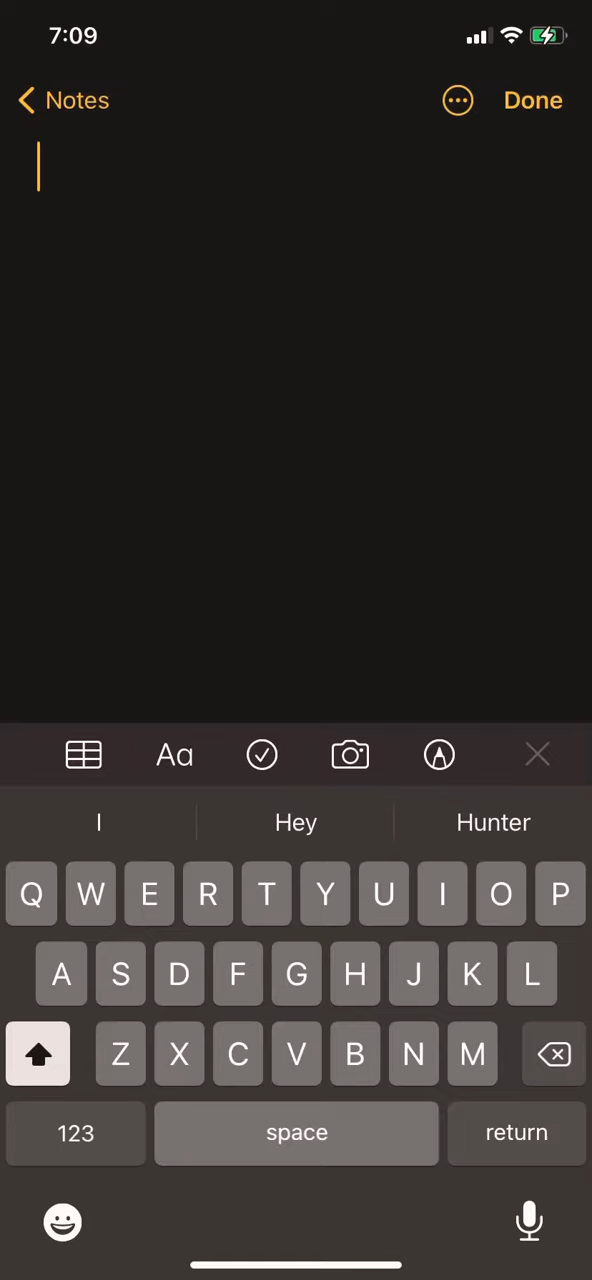 7:09
Notes
Done
Aa
I Hey Hunter
Q W E R T Y U I O P
A S D F G H J K L
Z X C V B N M
123 space return